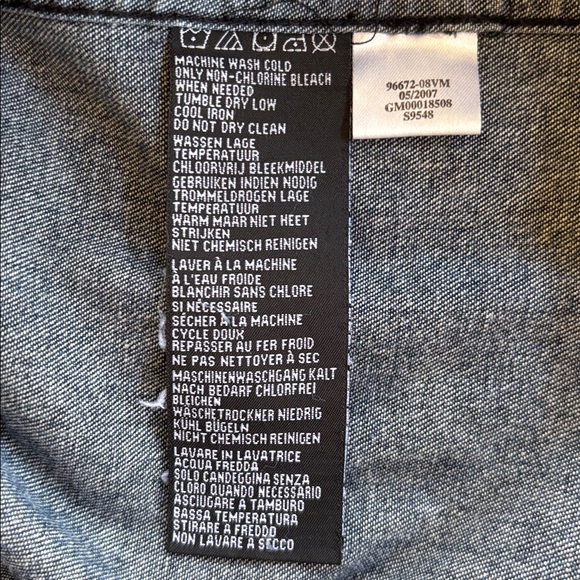 MACHINE WASH COLD
ONLY NON-CHLORINE BLEACH
WHEN NEEDED
TUMBLE DRY LOW
COOL IRON
DO NOT DRY CLEAN
WASSEN LAGE
TEMPERATUUR
CHLOORVRIJ BLEEKMIDDEL
GEBRUIKEN INDIEN NODIG
TROMMELDROGEN LAGE
TEMPERATUUR
WARM MAAR NIET HEET
STRIJKEN
NIET CHEMISCH REINIGEN
LAVER À LA MACHINE
À L'EAU FROIDE
BLANCHIR SANS CHLORE
SI NÉCESSAIRE
SÉCHER À LA MACHINE
CYCLE DOUX
REPASSER AU FER FROID
NE PAS NETTOYER À SEC
MASCHINENWASCHGANG KALT
NACH BEDARF CHLORFREI
BLEICHEN
WASCHETROCKNER NIEDRIG
KÜHL BÜGELN
NICHT CHEMISCH REINIGEN
LAVARE IN LAVATRICE
ACQUA FREDDA
SOLO CANDEGGINA SENZA
CLORO QUANDO NECESSARIO
ASCIUGARE A TAMBURO
BASSA TEMPERATURA
STIRARE A FREDDO
NON LAVARE A SECCO
96672-08VM
05/2007
GM00018508
S9548